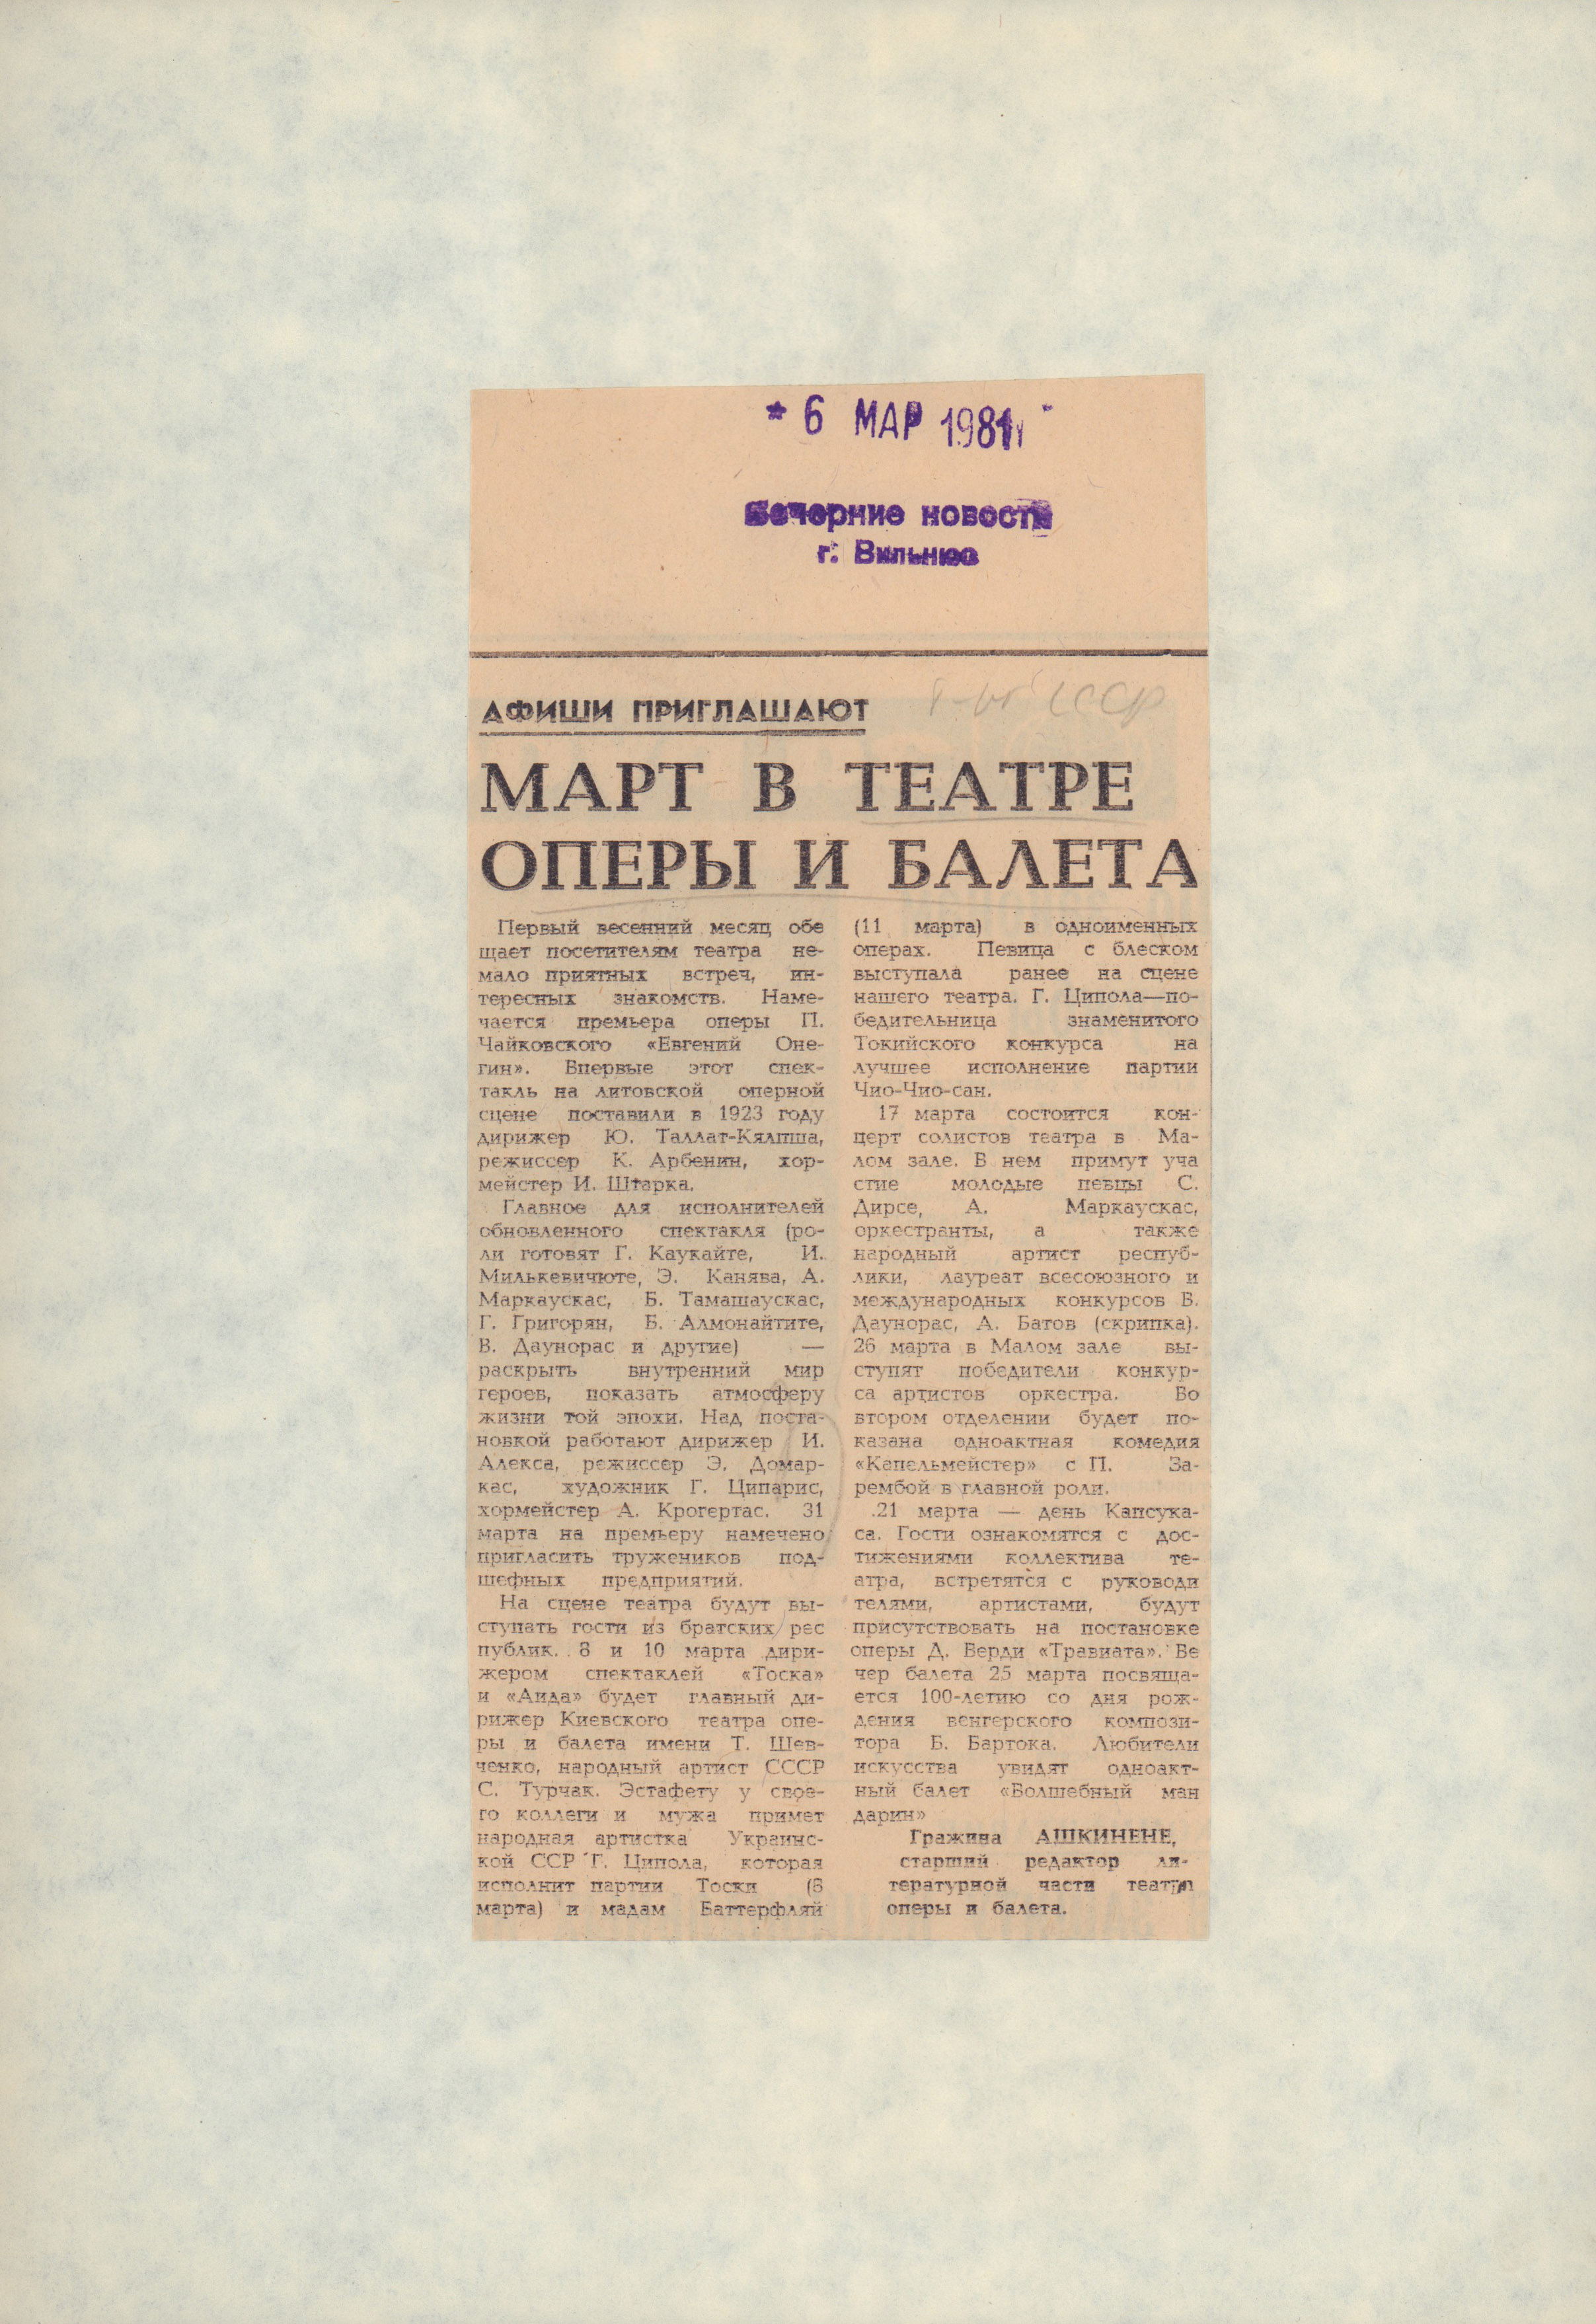 * 6 МАР 1981
Вечерние новости
г. Вильнюс
АФИШИ ПРИГЛАШАЮТ
СССР
МАРТ В ТЕАТРЕ
ОПЕРЫ И БАЛЕТА
Первый весенний месяц обе
щает посетителям театра не-
мало приятных встреч, ин-
тересных знакомств. Наме-
чается премьера оперы П.
Чайковского «Евгений Оне-
гин». Впервые этот спек-
такль на литовской оперной
сцене поставили в 1923 году
дирижер Ю. Таллат-Кялпша,
режиссер К. Арбенин, хор-
мейстер И. Штарка.
Главное для исполнителей
обновленного спектакля (ро-
ли готовят Г. Каукайте, И.
Милькевичюте, Э. Канява, А.
Маркаускас, Б. Тамашаускас,
Г. Григорян, Б. Алмонайтите,
В. Даунорас и другие) —
раскрыть внутренний мир
героев, показать атмосферу
жизни той эпохи. Над поста-
новкой работают дирижер И.
Алекса, режиссер Э. Домар-
кас, художник Г. Ципарис,
хормейстер А. Крогертас. 31
марта на премьеру намечено
пригласить тружеников под-
шефных предприятий.
На сцене театра будут вы-
ступать гости из братских рес
публик. 8 и 10 марта дири-
жером спектаклей «Тоска»
и «Аида» будет главный ди-
рижер Киевского театра опе-
ры и балета имени Т. Шев-
ченко, народный артист СССР
С. Турчак. Эстафету у свое-
го коллеги и мужа примет
народная артистка Украинс-
кой ССР Г. Ципола, которая
исполнит партии Тоски (8
марта) и мадам Баттерфляй
(11 марта) в одноименных
операх. Певица с блеском
выступала ранее на сцене
нашего театра. Г. Ципола—по-
бедительница знаменитого
Токийского конкурса на
лучшее исполнение партии
Чио-Чио-сан.
17 марта состоится кон-
церт солистов театра в Ма-
лом зале. В нем примут уча
стие молодые певцы С.
Дирсе, А. Маркаускас,
оркестранты, а также
народный артист респуб-
лики, лауреат всесоюзного и
международных конкурсов В.
Даунорас, А. Батов (скрипка).
26 марта в Малом зале вы-
ступят победители конкур-
са артистов оркестра. Во
втором отделении будет по-
казана одноактная комедия
«Капельмейстер» с П. За-
рембой в главной роли.
.21 марта — день Капсука-
са. Гости ознакомятся с дос-
тижениями коллектива те-
атра, встретятся с руководи
телями, артистами, будут
присутствовать на постановке
оперы Д. Верди «Травиата». Ве
чер балета 25 марта посвяща-
ется 100-летию со дня рож-
дения венгерского компози-
тора Б. Бартока. Любители
искусства увидят одноакт-
ный балет «Волшебный ман
дарин»
Гражина АШКИНЕНЕ,
старший редактор ли-
тературной части театра
оперы и балета.